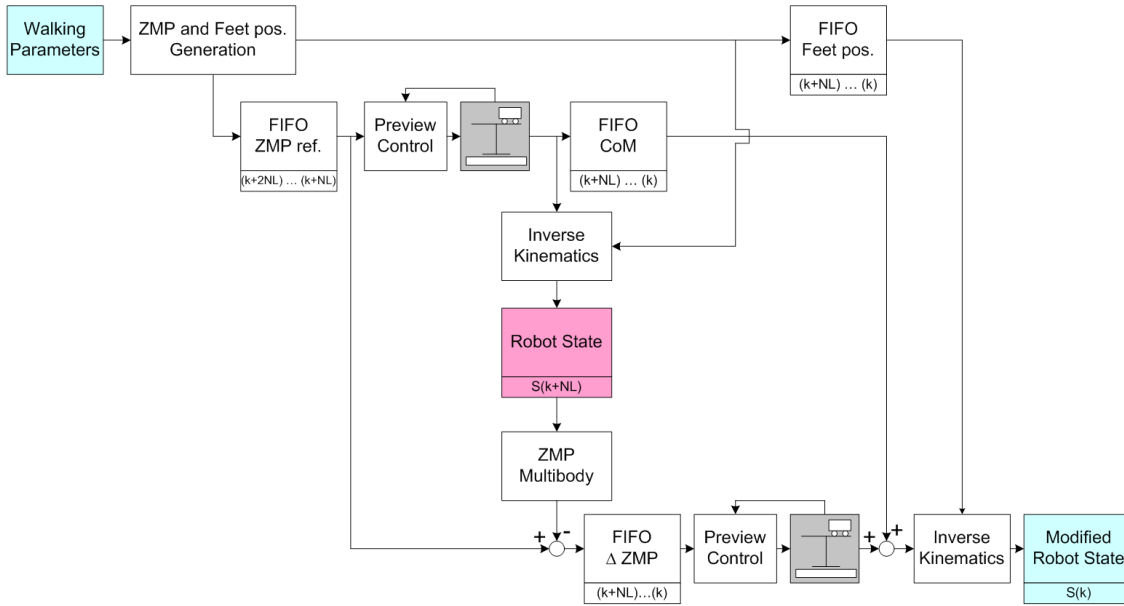 Walking
Parameters
ZMP and Feet pos.
Generation
FIFO
Feet pos.
(k+NL) … (k)
FIFO
ZMP ref.
(k+2NL) … (k+NL)
Preview
Control
FIFO
CoM
(k+NL) … (k)
Inverse
Kinematics
Robot State
S(k+NL)
ZMP
Multibody
+
-
FIFO
Δ ZMP
(k+NL)…(k)
Preview
Control
+
+
Inverse
Kinematics
Modified
Robot State
S(k)